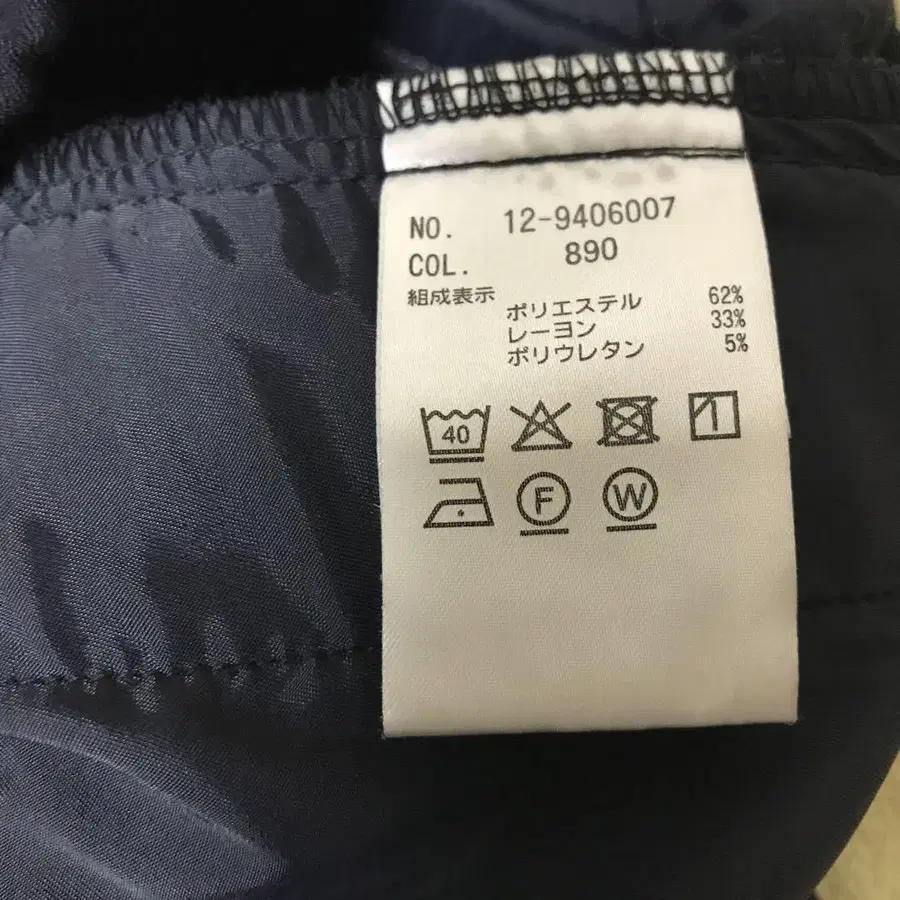 NO. 12-9406007
COL. 890
組成表示
ポリエステル 62%
レーヨン 33%
ポリウレタン 5%
40
F W